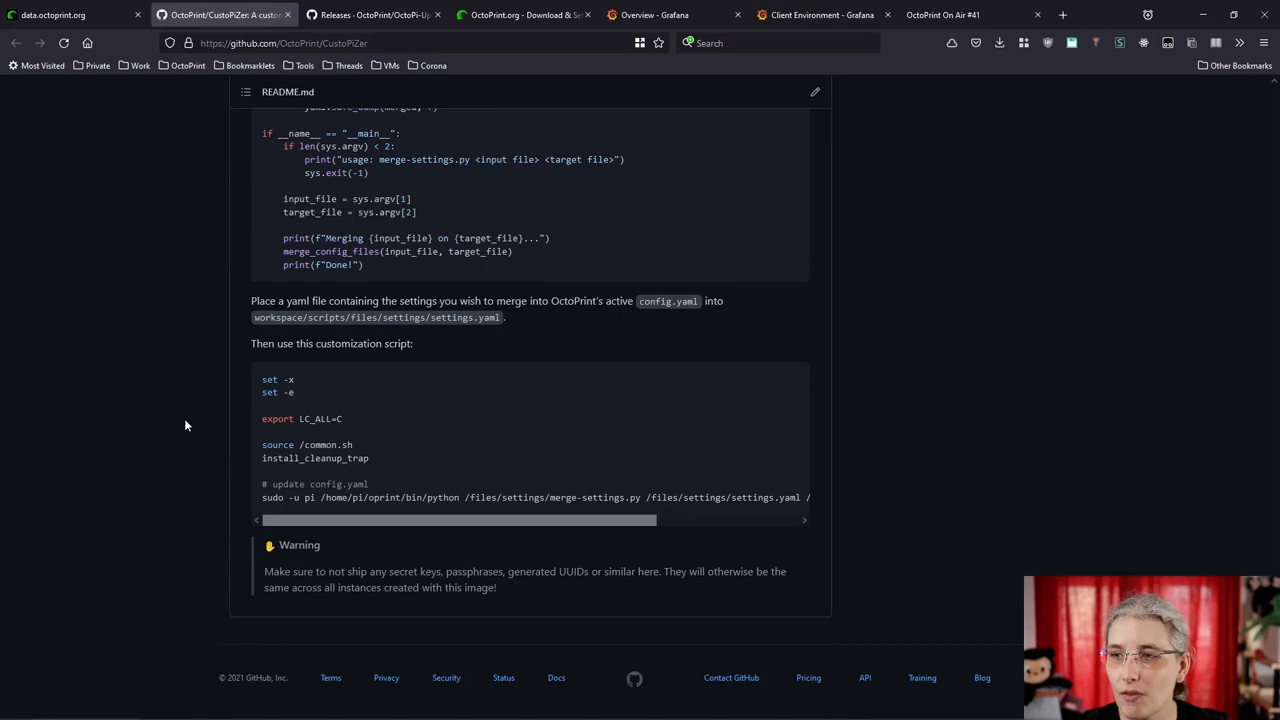 data.octoprint.org
OctoPrint/CustoPiZer: A custom
Releases · OctoPrint/OctoPi-Up
OctoPrint.org - Download & Se
Overview - Grafana
Client Environment - Grafana
OctoPrint On Air #41
https://github.com/OctoPrint/CustoPiZer
Search
Most Visited
Private
Work
OctoPrint
Bookmarklets
Tools
Threads
VMs
Corona
Other Bookmarks
README.md
if __name__ == "__main__":
if len(sys.argv) < 2:
print("usage: merge-settings.py <input file> <target file>")
sys.exit(-1)
input_file = sys.argv[1]
target_file = sys.argv[2]
print(f"Merging {input_file} on {target_file}...")
merge_config_files(input_file, target_file)
print(f"Done!")
Place a yaml file containing the settings you wish to merge into OctoPrint's active config.yaml into
workspace/scripts/files/settings/settings.yaml.
Then use this customization script:
set -x
set -e
export LC_ALL=C
source /common.sh
install_cleanup_trap
# update config.yaml
sudo -u pi /home/pi/oprint/bin/python /files/settings/merge-settings.py /files/settings/settings.yaml /
Warning
Make sure to not ship any secret keys, passphrases, generated UUIDs or similar here. They will otherwise be the
same across all instances created with this image!
© 2021 GitHub, Inc.
Terms
Privacy
Security
Status
Docs
Contact GitHub
Pricing
API
Training
Blog